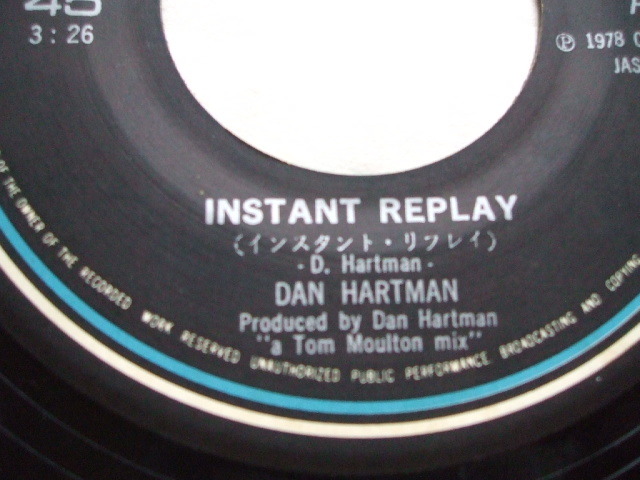 45
3:26
℗ 1978
JAS
INSTANT REPLAY
(インスタント・リプレイ)
- D. Hartman -
DAN HARTMAN
Produced by Dan Hartman
"a Tom Moulton mix"
OF THE OWNER OF THE RECORDED WORK RESERVED UNAUTHORIZED PUBLIC PERFORMANCE BROADCASTING AND COPYING